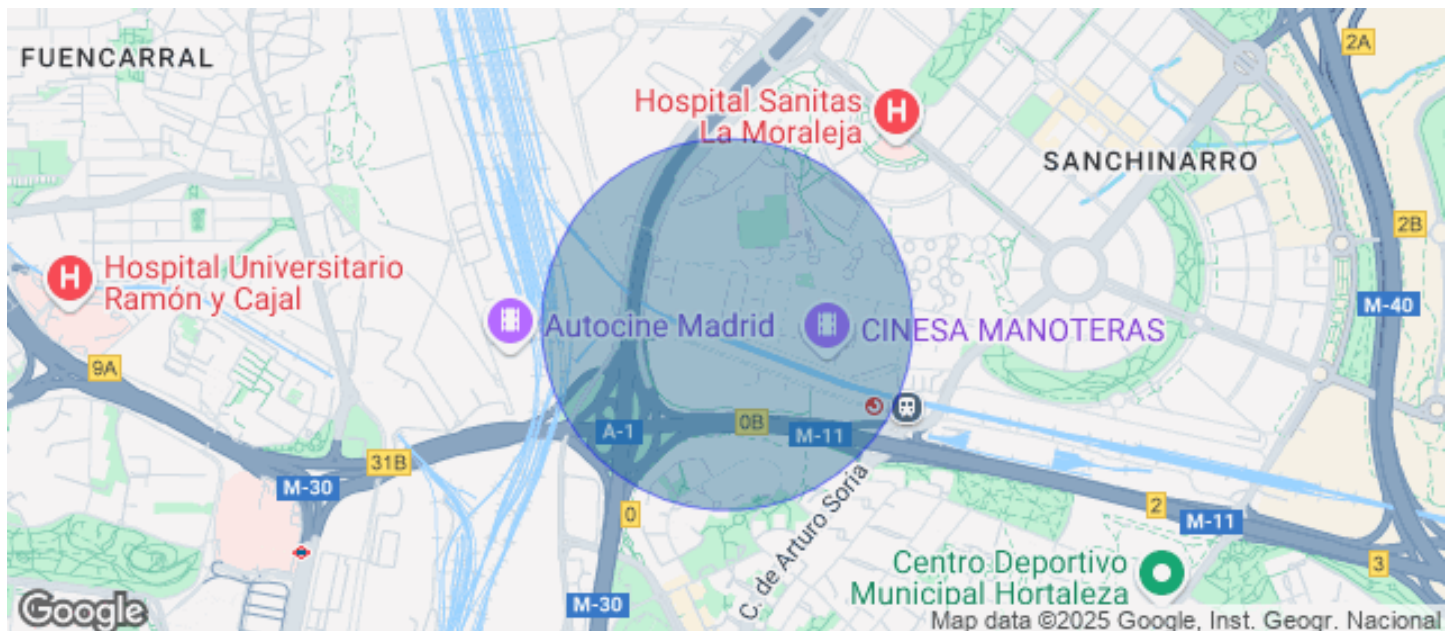 FUENCARRAL
2A
Hospital Sanitas
La Moraleja
SANCHINARRO
2B
Hospital Universitario
Ramón y Cajal
M-40
Autocine Madrid
CINESA MANOTERAS
9A
A-1
0B
M-11
31B
M-30
C. de Arturo Soria
0
2
M-11
3
Centro Deportivo
Municipal Hortaleza
M-30
Google
Map data ©2025 Google, Inst. Geogr. Nacional